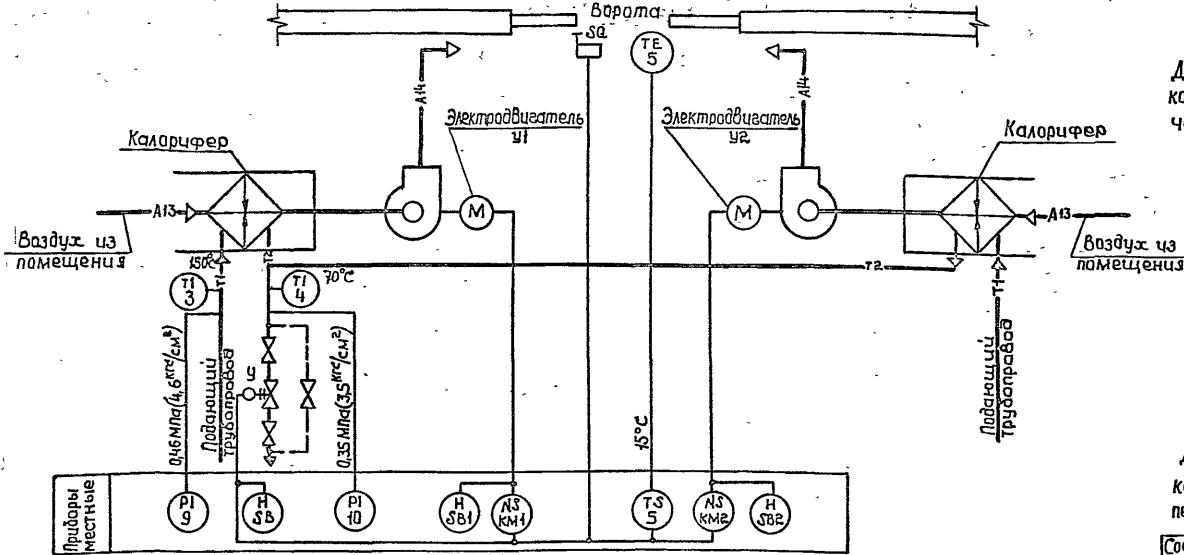 Ворота
SQ
TE
5
A14
A14
Электродвигатель
У1
Электродвигатель
У2
Калорифер
Калорифер
M
M
A13
A13
Воздух из
помещения
Воздух из
помещения
150°С
T1
T2
T2
T1
TI
3
TI
4
70°С
0,46 МПа (4,6 кгс/см²)
Подающий
трубопровод
У
0,35 МПа (3,5 кгс/см²)
15°С
Подающий
трубопровод
Приборы
местные
PI
9
H
SB
PI
10
H
SB1
NS
KM1
TS
5
NS
KM2
H
SB2